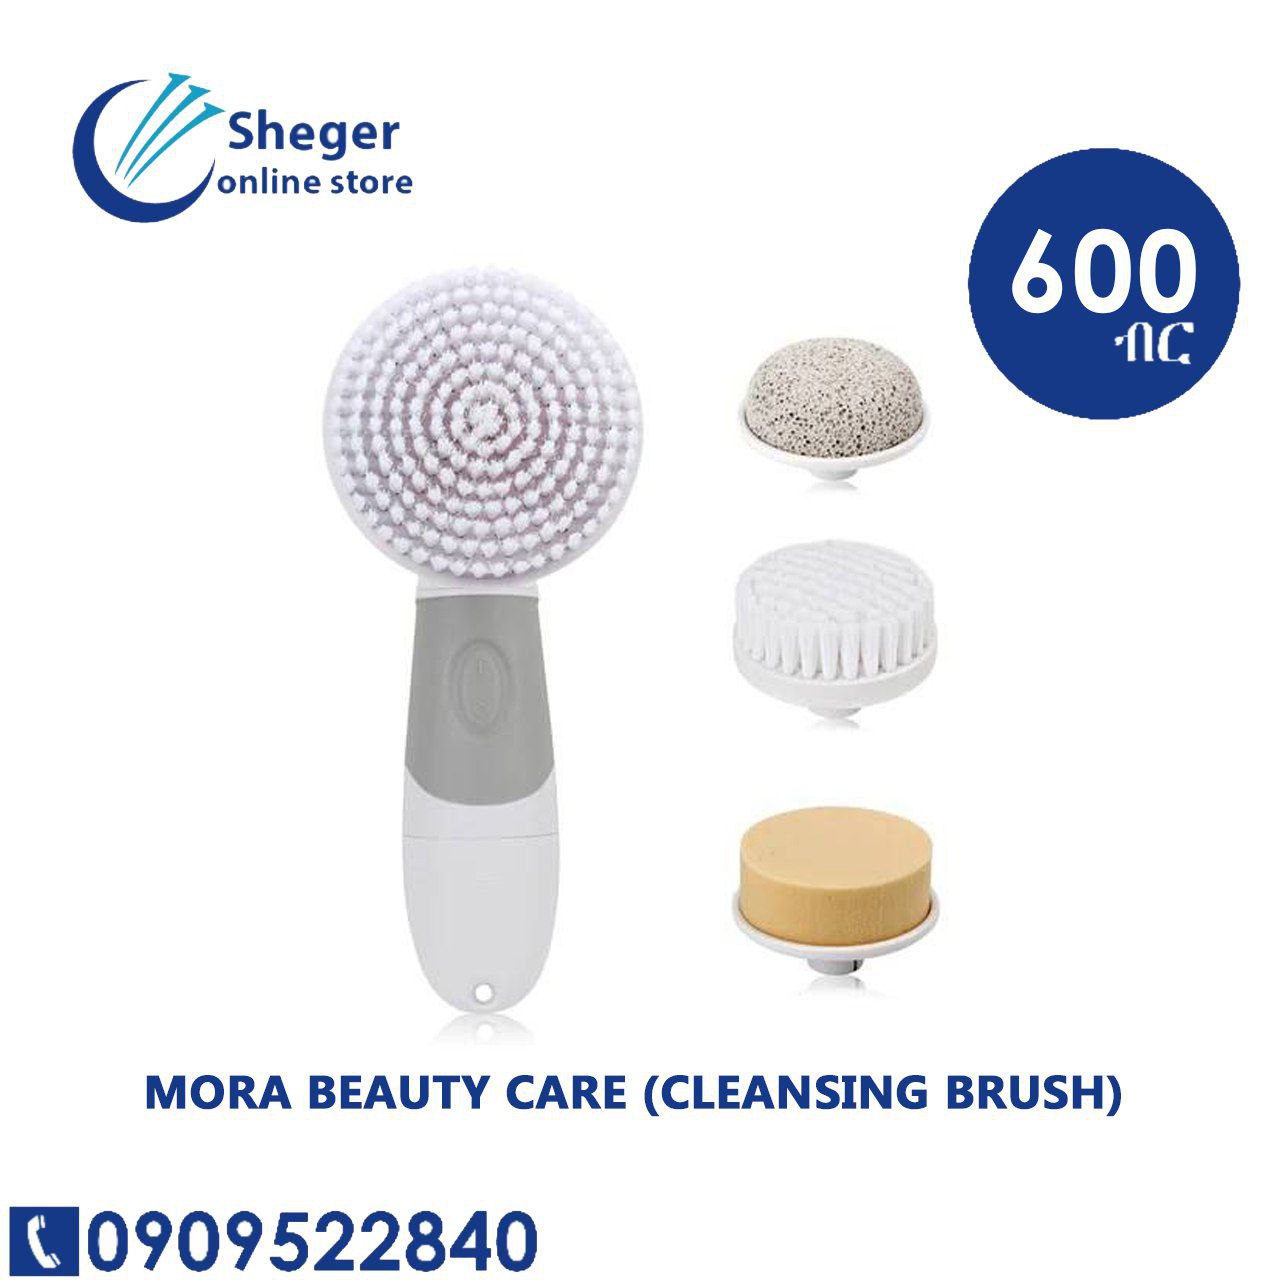 Sheger
online store
600
ብር
MORA BEAUTY CARE (CLEANSING BRUSH)
0909522840